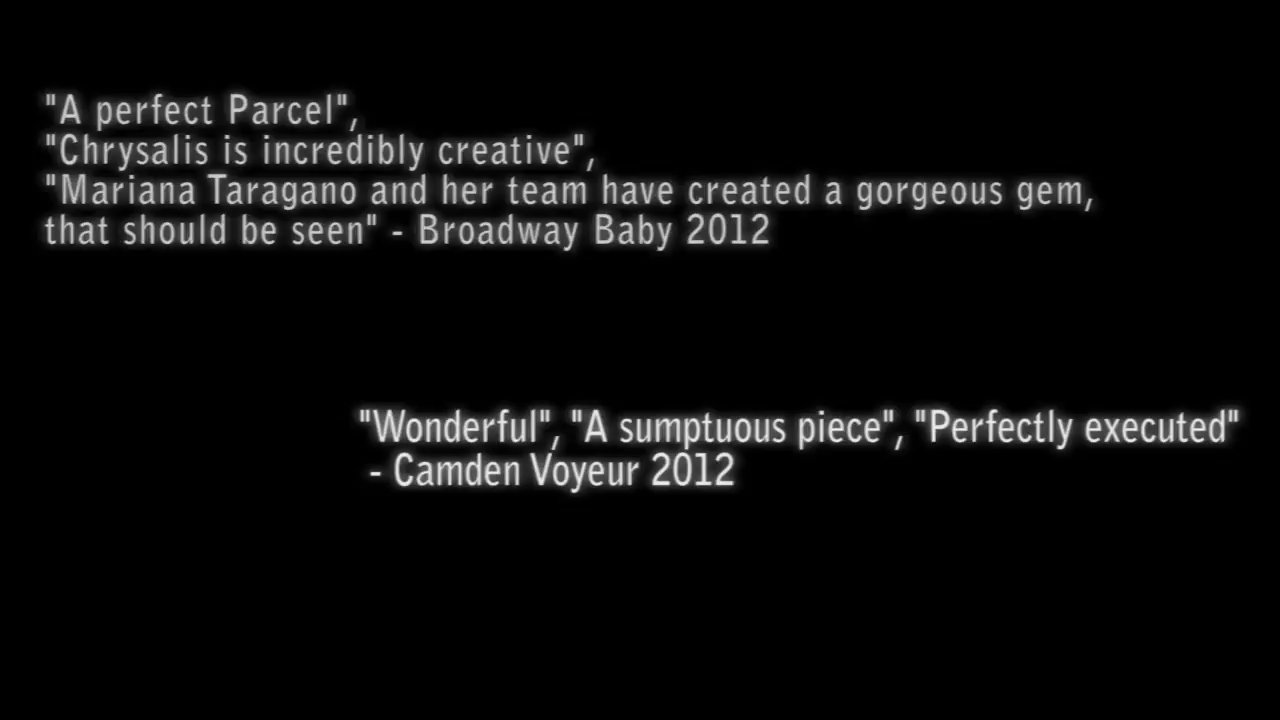 "A perfect Parcel",
"Chrysalis is incredibly creative",
"Mariana Taragano and her team have created a gorgeous gem,
that should be seen" - Broadway Baby 2012
"Wonderful", "A sumptuous piece", "Perfectly executed"
- Camden Voyeur 2012